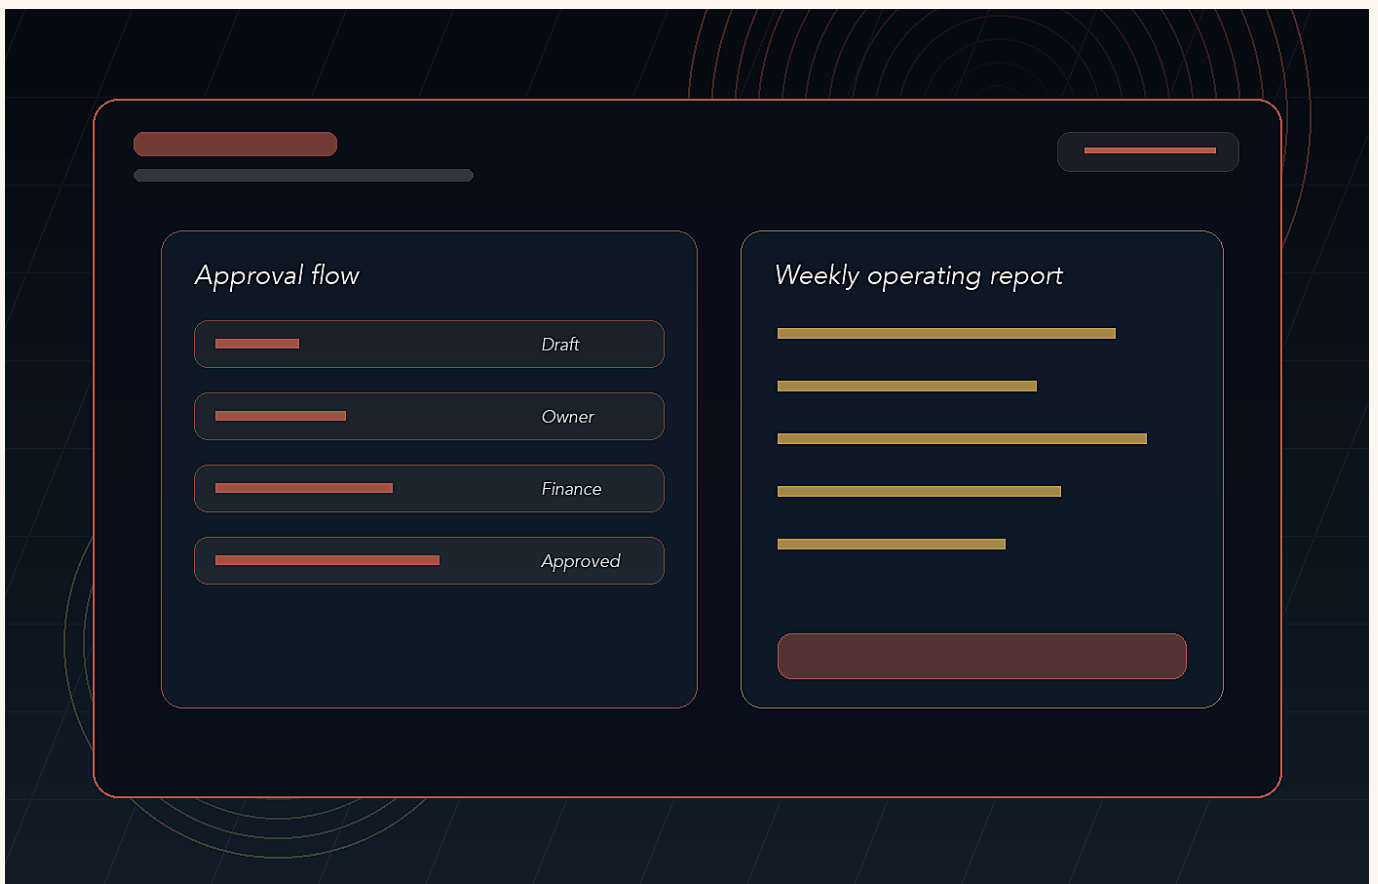 Approval flow
Draft
Owner
Finance
Approved
Weekly operating report